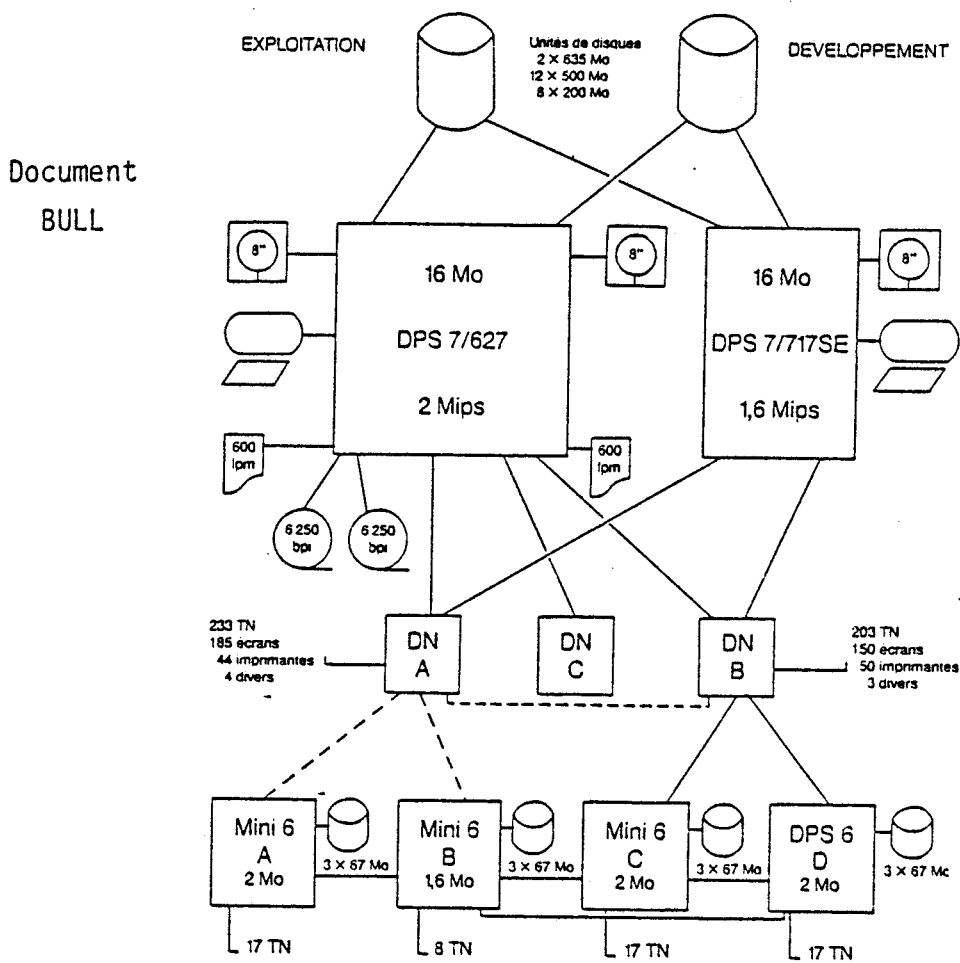 EXPLOITATION
Unités de disques
2 × 635 Mo
12 × 500 Mo
8 × 200 Mo
DEVELOPPEMENT
Document
BULL
8"
16 Mo
DPS 7/627
2 Mips
8"
16 Mo
DPS 7/717SE
1,6 Mips
8"
600
lpm
600
lpm
6 250
bpi
6 250
bpi
233 TN
185 écrans
44 imprimantes
4 divers
DN
A
DN
C
DN
B
203 TN
150 écrans
50 imprimantes
3 divers
Mini 6
A
2 Mo
3 × 67 Mo
Mini 6
B
1,6 Mo
3 × 67 Mo
Mini 6
C
2 Mo
3 × 67 Mo
DPS 6
D
2 Mo
3 × 67 Mo
17 TN
8 TN
17 TN
17 TN